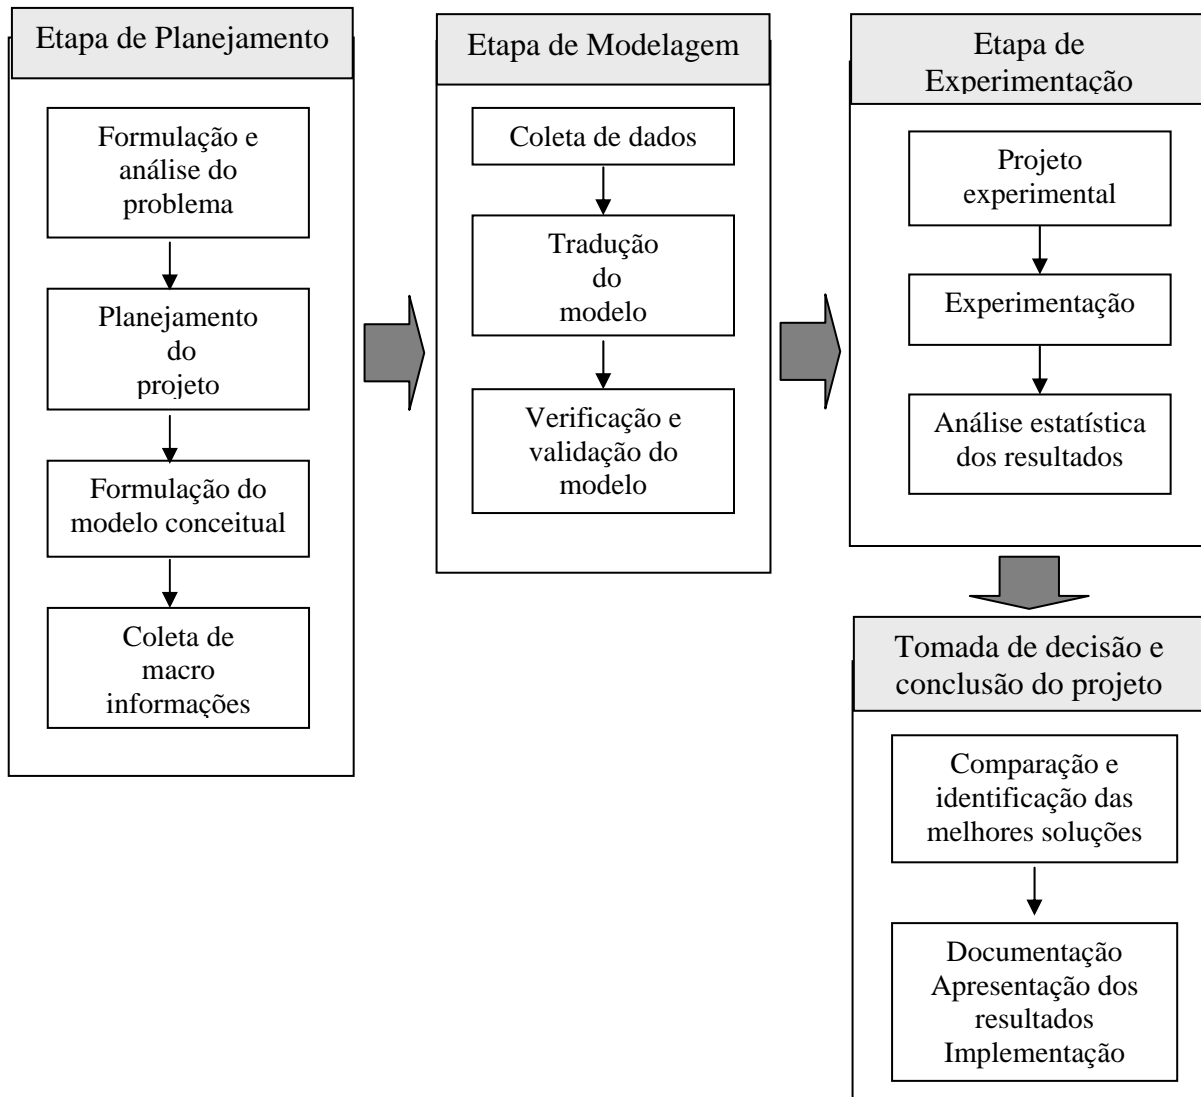 Etapa de Planejamento
Formulação e
análise do
problema
Planejamento
do
projeto
Formulação do
modelo conceitual
Coleta de
macro
informações
Etapa de Modelagem
Coleta de dados
Tradução
do
modelo
Verificação e
validação do
modelo
Etapa de
Experimentação
Projeto
experimental
Experimentação
Análise estatística
dos resultados
Tomada de decisão e
conclusão do projeto
Comparação e
identificação das
melhores soluções
Documentação
Apresentação dos
resultados
Implementação